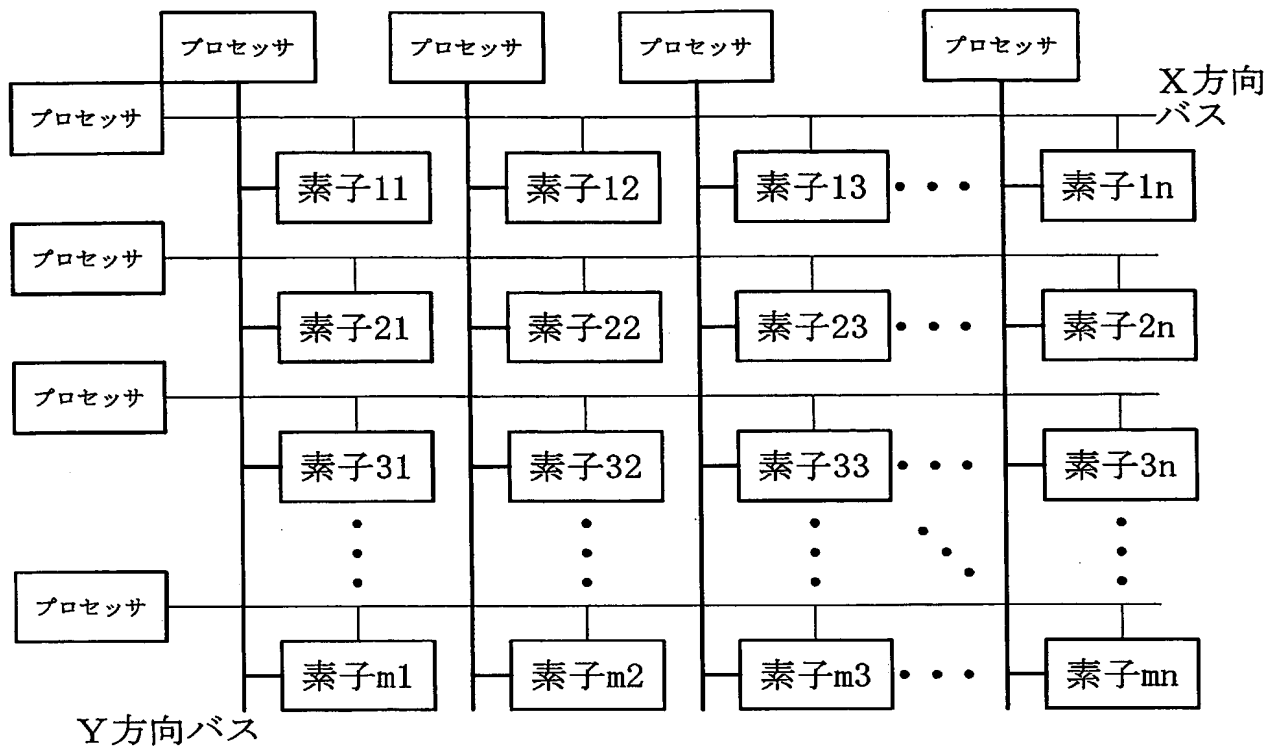 プロセッサ プロセッサ プロセッサ プロセッサ
プロセッサ
X方向
バス
素子11 素子12 素子13 ・・・ 素子1n
プロセッサ
素子21 素子22 素子23 ・・・ 素子2n
プロセッサ
素子31 素子32 素子33 ・・・ 素子3n
プロセッサ
素子m1 素子m2 素子m3 ・・・ 素子mn
Y方向バス